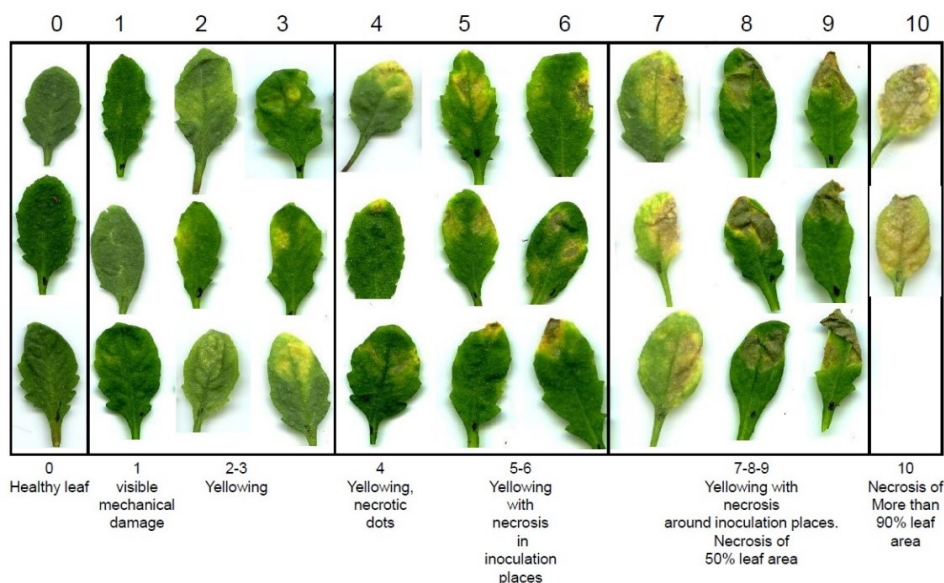 0 1 2 3 4 5 6 7 8 9 10
0
Healthy leaf
1
visible
mechanical
damage
2-3
Yellowing
4
Yellowing,
necrotic
dots
5-6
Yellowing
with
necrosis
in
inoculation
places
7-8-9
Yellowing with
necrosis
around inoculation places.
Necrosis of
50% leaf area
10
Necrosis of
More than
90% leaf
area